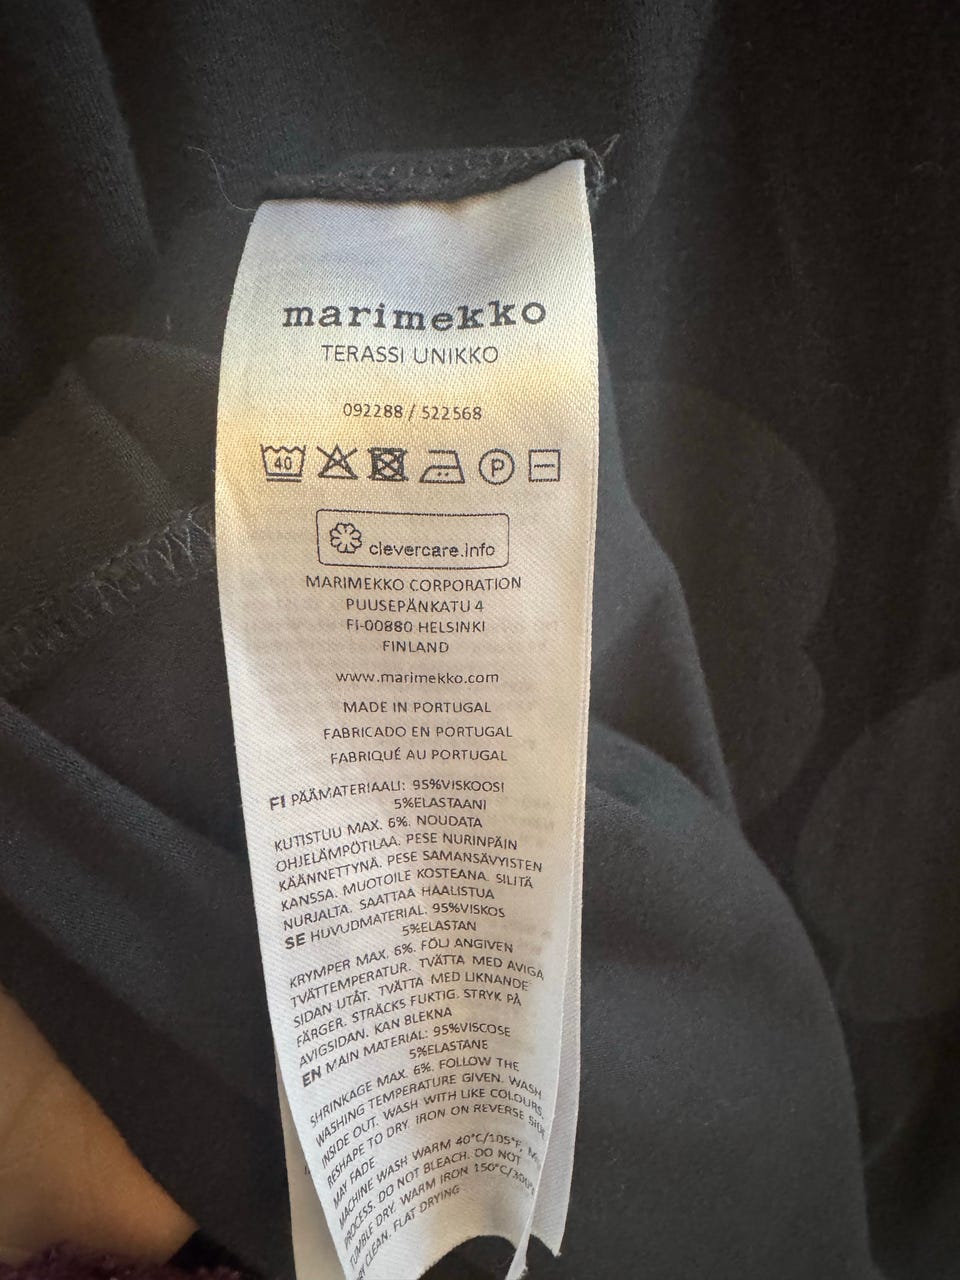 marimekko
TERASSI UNIKKO
092288 / 522568
40
P
clevercare.info
MARIMEKKO CORPORATION
PUUSEPÄNKATU 4
FI-00880 HELSINKI
FINLAND
www.marimekko.com
MADE IN PORTUGAL
FABRICADO EN PORTUGAL
FABRIQUÉ AU PORTUGAL
FI PÄÄMATERIAALI: 95%VISKOOSI
5%ELASTAANI
KUTISTUU MAX. 6%. NOUDATA
OHJELÄMPÖTILAA. PESE NURINPÄIN
KÄÄNNETTYNÄ. PESE SAMANSÄVYISTEN
KANSSA. MUOTOILE KOSTEANA. SILITÄ
NURJALTA. SAATTAA HAALISTUA
SE HUVUDMATERIAL: 95%VISKOS
5%ELASTAN
KRYMPER MAX. 6%. FÖLJ ANGIVEN
TVÄTTEMPERATUR. TVÄTTA MED AVIGA
SIDAN UTÅT. TVÄTTA MED LIKNANDE
FÄRGER. STRÄCKS FUKTIG. STRYK PÅ
AVIGSIDAN. KAN BLEKNA
EN MAIN MATERIAL: 95%VISCOSE
5%ELASTANE
SHRINKAGE MAX. 6%. FOLLOW THE
WASHING TEMPERATURE GIVEN. WASH
INSIDE OUT. WASH WITH LIKE COLOURS.
RESHAPE TO DRY. IRON ON REVERSE SIDE.
MAY FADE
MACHINE WASH WARM 40°C/105°F,
PROCESS. DO NOT BLEACH. DO NOT
TUMBLE DRY. WARM IRON 150°C/300°
CLEAN. FLAT DRYING